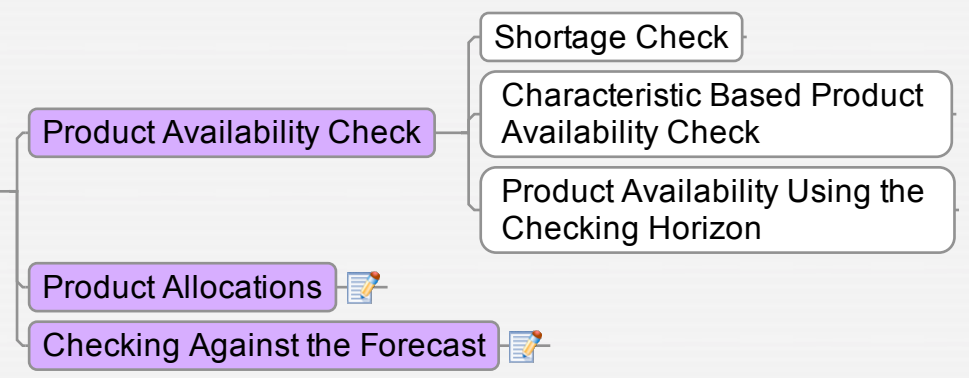 Shortage Check
Characteristic Based Product
Availability Check
Product Availability Check
Product Availability Using the
Checking Horizon
Product Allocations
Checking Against the Forecast